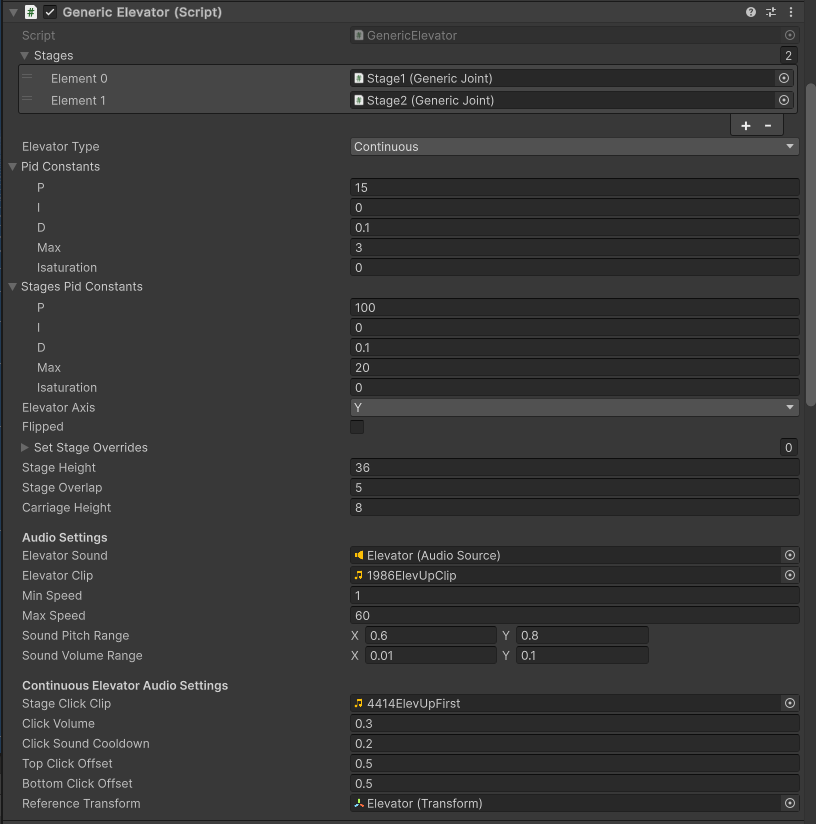 Generic Elevator (Script)
Script GenericElevator
Stages 2
Element 0 Stage1 (Generic Joint)
Element 1 Stage2 (Generic Joint)
+ -
Elevator Type Continuous
Pid Constants
P 15
I 0
D 0.1
Max 3
Isaturation 0
Stages Pid Constants
P 100
I 0
D 0.1
Max 20
Isaturation 0
Elevator Axis Y
Flipped
Set Stage Overrides 0
Stage Height 36
Stage Overlap 5
Carriage Height 8
Audio Settings
Elevator Sound Elevator (Audio Source)
Elevator Clip 1986ElevUpClip
Min Speed 1
Max Speed 60
Sound Pitch Range X 0.6 Y 0.8
Sound Volume Range X 0.01 Y 0.1
Continuous Elevator Audio Settings
Stage Click Clip 4414ElevUpFirst
Click Volume 0.3
Click Sound Cooldown 0.2
Top Click Offset 0.5
Bottom Click Offset 0.5
Reference Transform Elevator (Transform)